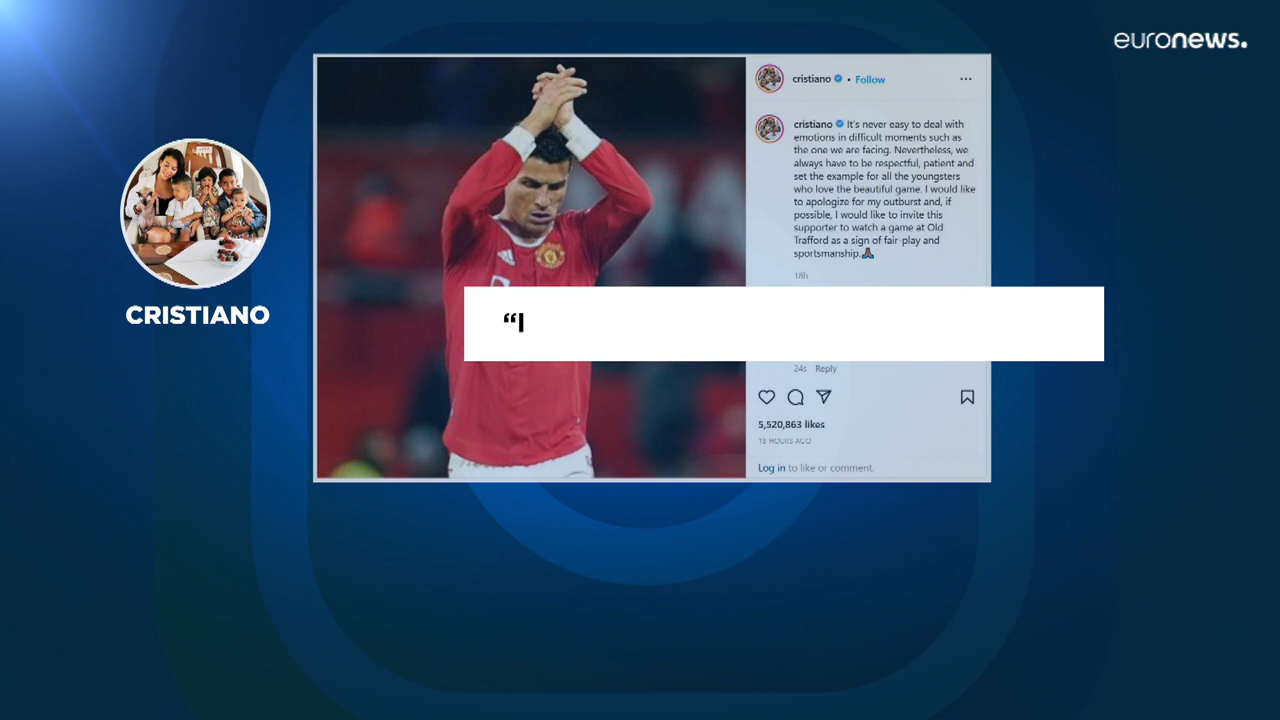 euronews.
cristiano • Follow
cristiano It's never easy to deal with
emotions in difficult moments such as
the one we are facing. Nevertheless, we
always have to be respectful, patient and
set the example for all the youngsters
who love the beautiful game. I would like
to apologize for my outburst and, if
possible, I would like to invite this
supporter to watch a game at Old
Trafford as a sign of fair-play and
sportsmanship.
18h
CRISTIANO
“I
24s Reply
5,520,863 likes
18 HOURS AGO
Log in to like or comment.